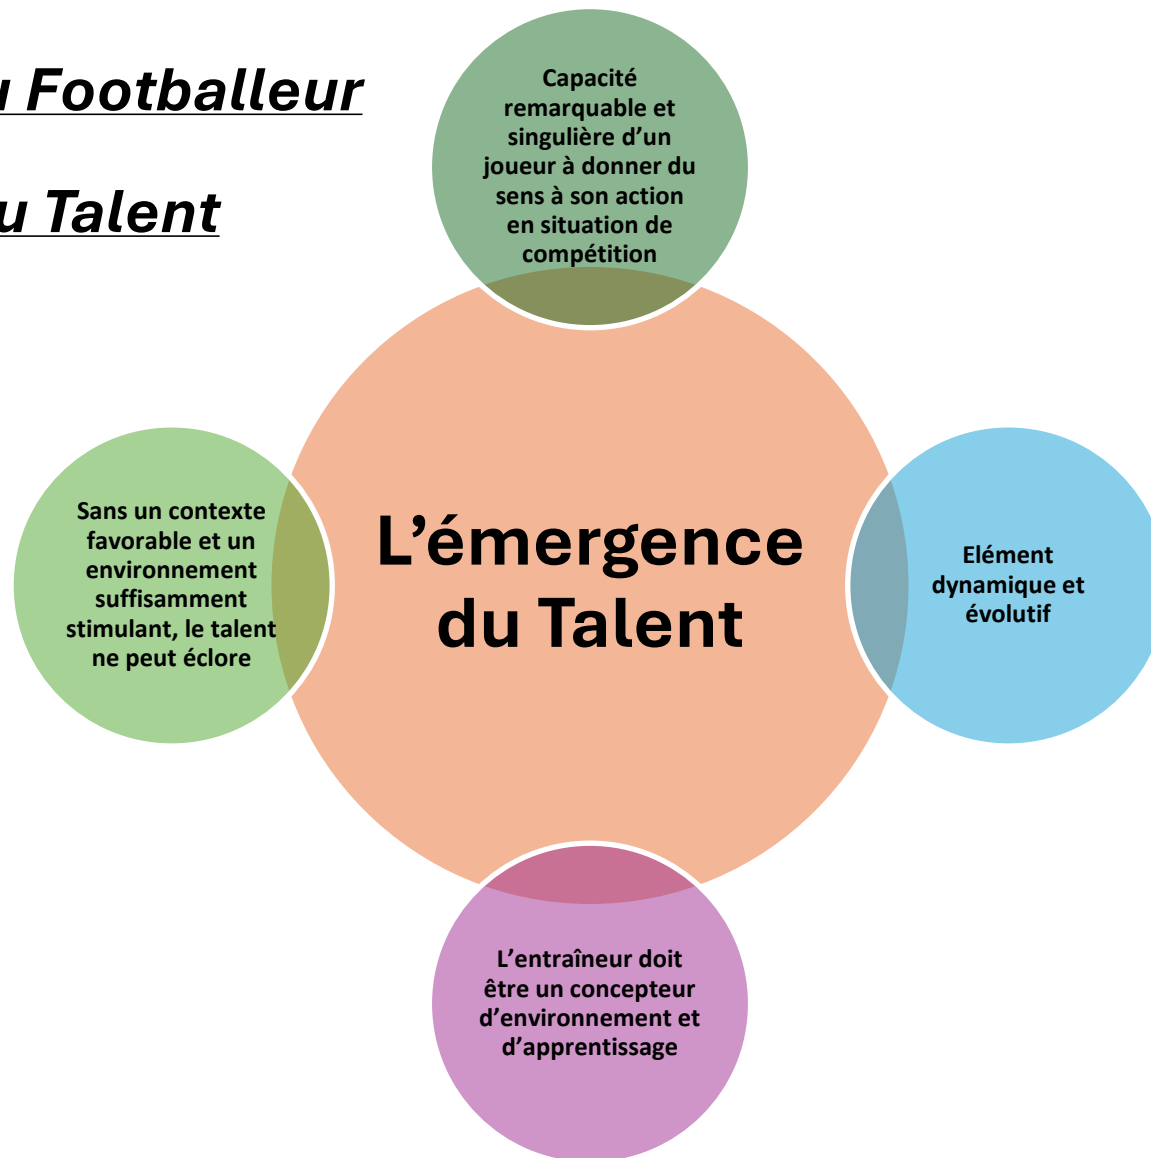 u Footballeur
u Talent
Capacité
remarquable et
singulière d’un
joueur à donner du
sens à son action
en situation de
compétition
Sans un contexte
favorable et un
environnement
suffisamment
stimulant, le talent
ne peut éclore
L’émergence
du Talent
Elément
dynamique et
évolutif
L’entraîneur doit
être un concepteur
d’environnement et
d’apprentissage